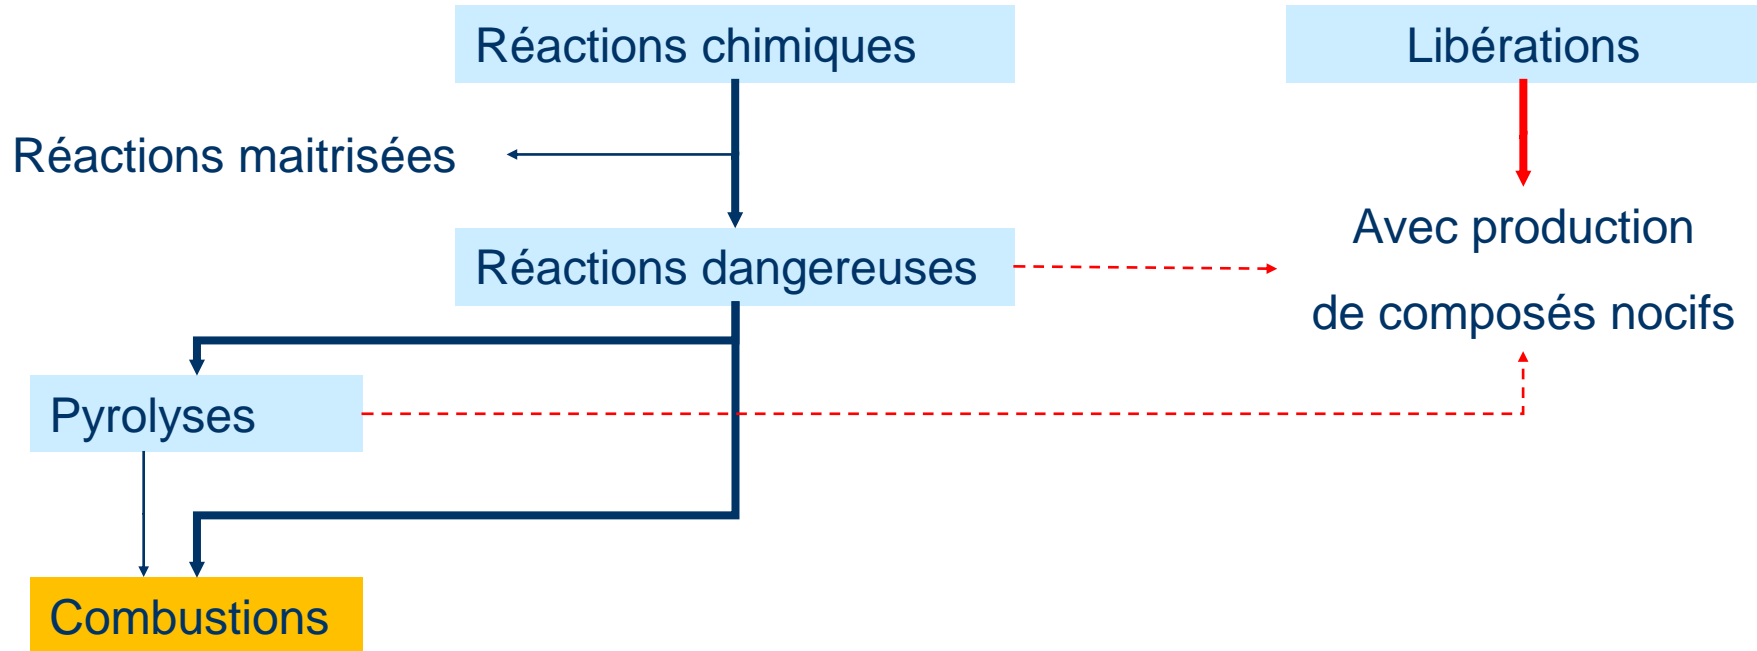 Réactions chimiques
Libérations
Réactions maitrisées
Avec production
de composés nocifs
Réactions dangereuses
Pyrolyses
Combustions